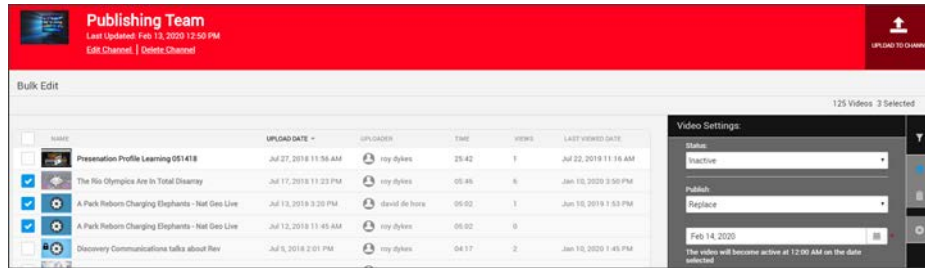 Publishing Team
Last Updated: Feb 13, 2020 12:50 PM
Edit Channel | Delete Channel
UPLOAD TO CHANN
Bulk Edit
125 Videos 3 Selected
NAME UPLOAD DATE UPLOADER TIME VIEWS LAST VIEWED DATE
Presenation Profile Learning 051418 Jul 27, 2018 11:56 AM roy dykes 25:42 1 Jul 22, 2019 11:16 AM
The Rio Olympics Are In Total Disarray Jul 17, 2018 11:23 PM roy dykes 05:46 6 Jan 10, 2020 3:50 PM
A Park Reborn Charging Elephants - Nat Geo Live Jul 13, 2018 3:20 PM david de hora 05:02 1 Jun 10, 2019 1:53 PM
A Park Reborn Charging Elephants - Nat Geo Live Jul 12, 2018 11:45 AM roy dykes 05:02 0
Discovery Communications talks about Rev Jul 5, 2018 2:01 PM roy dykes 04:17 2 Jan 10, 2020 1:45 PM
Video Settings:
Status:
Inactive
Publish
Replace
Feb 14, 2020
The video will become active at 12:00 AM on the date
selected